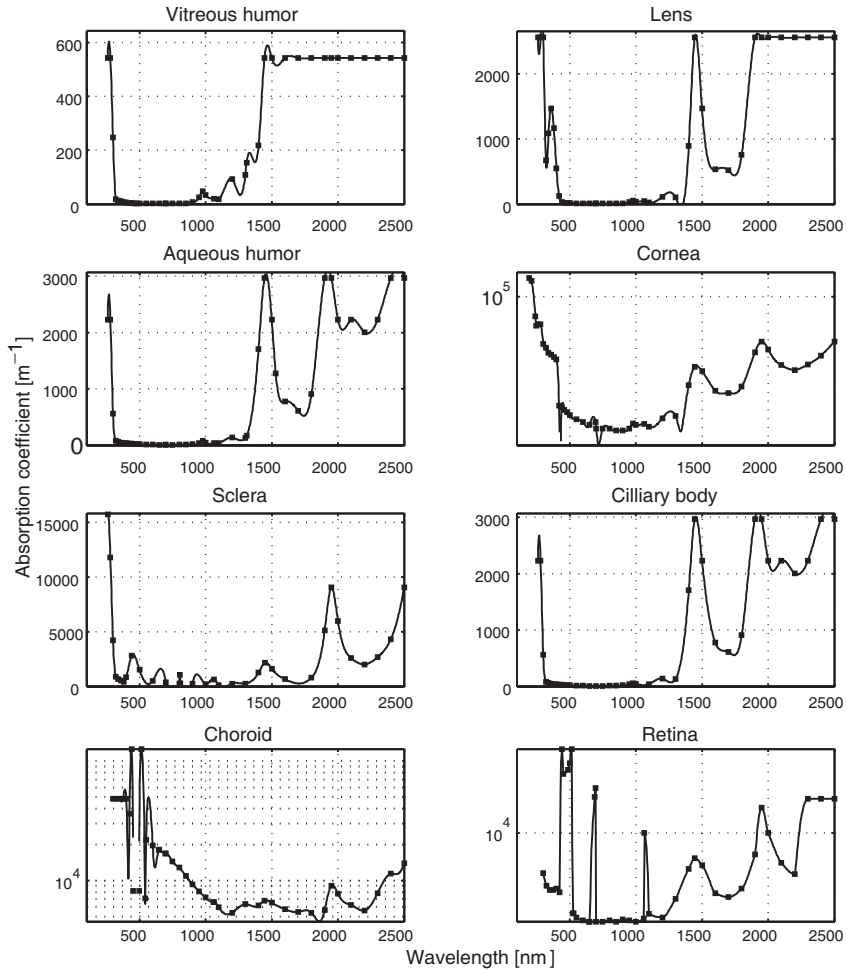 Vitreous humor
600
400
200
0
500 1000 1500 2000 2500
Lens
2000
1000
0
500 1000 1500 2000 2500
Aqueous humor
3000
2000
1000
0
500 1000 1500 2000 2500
Cornea
10^5
500 1000 1500 2000 2500
Absorption coefficient [m^−1]
Sclera
15000
10000
5000
0
500 1000 1500 2000 2500
Cilliary body
3000
2000
1000
0
500 1000 1500 2000 2500
Choroid
10^4
500 1000 1500 2000 2500
Retina
10^4
500 1000 1500 2000 2500
Wavelength [nm]